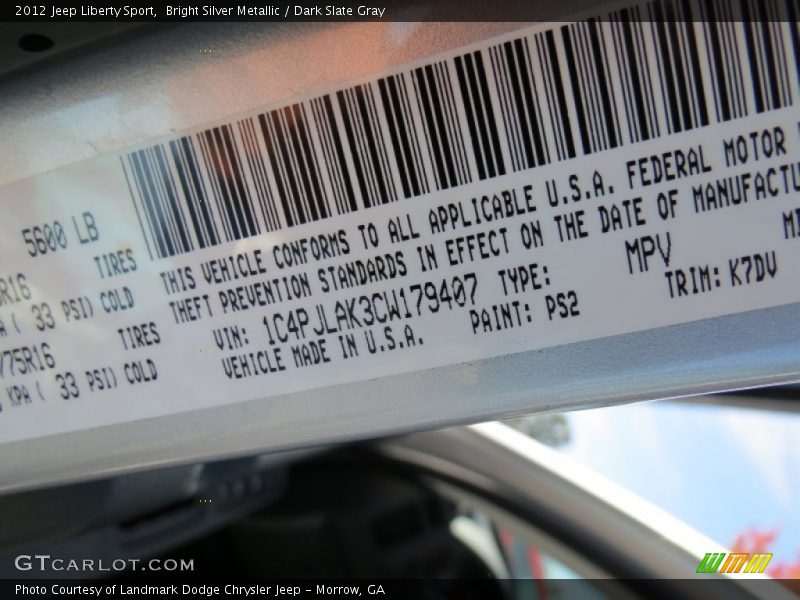 2012 Jeep Liberty Sport,  Bright Silver Metallic / Dark Slate Gray
5600 LB
TIRES
33 PSI) COLD
TIRES
KPA ( 33 PSI) COLD
THIS VEHICLE CONFORMS TO ALL APPLICABLE U.S.A. FEDERAL MOTOR
THEFT PREVENTION STANDARDS IN EFFECT ON THE DATE OF MANUFACTU
VIN: 1C4PJLAK3CW179407 TYPE: MPV
VEHICLE MADE IN U.S.A. PAINT: PS2 TRIM: K7DV
GTCARLOT.COM
Photo Courtesy of Landmark Dodge Chrysler Jeep - Morrow, GA